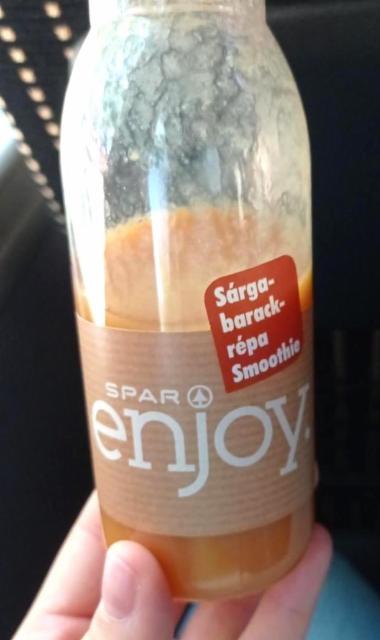 Sárga-
barack-
répa
Smoothie
SPAR
enjoy.